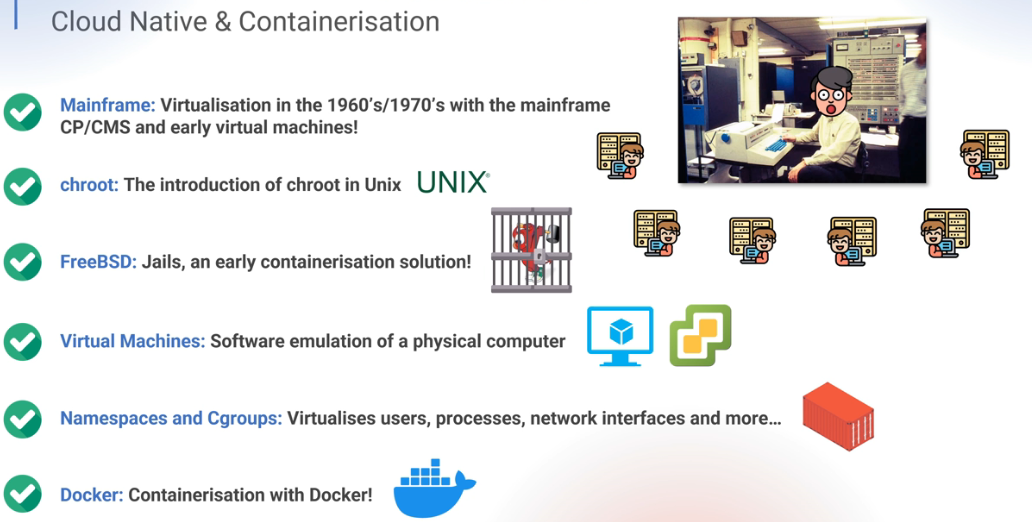 Cloud Native & Containerisation
Mainframe: Virtualisation in the 1960's/1970's with the mainframe
CP/CMS and early virtual machines!
chroot: The introduction of chroot in Unix
UNIX®
FreeBSD: Jails, an early containerisation solution!
Virtual Machines: Software emulation of a physical computer
Namespaces and Cgroups: Virtualises users, processes, network interfaces and more...
Docker: Containerisation with Docker!